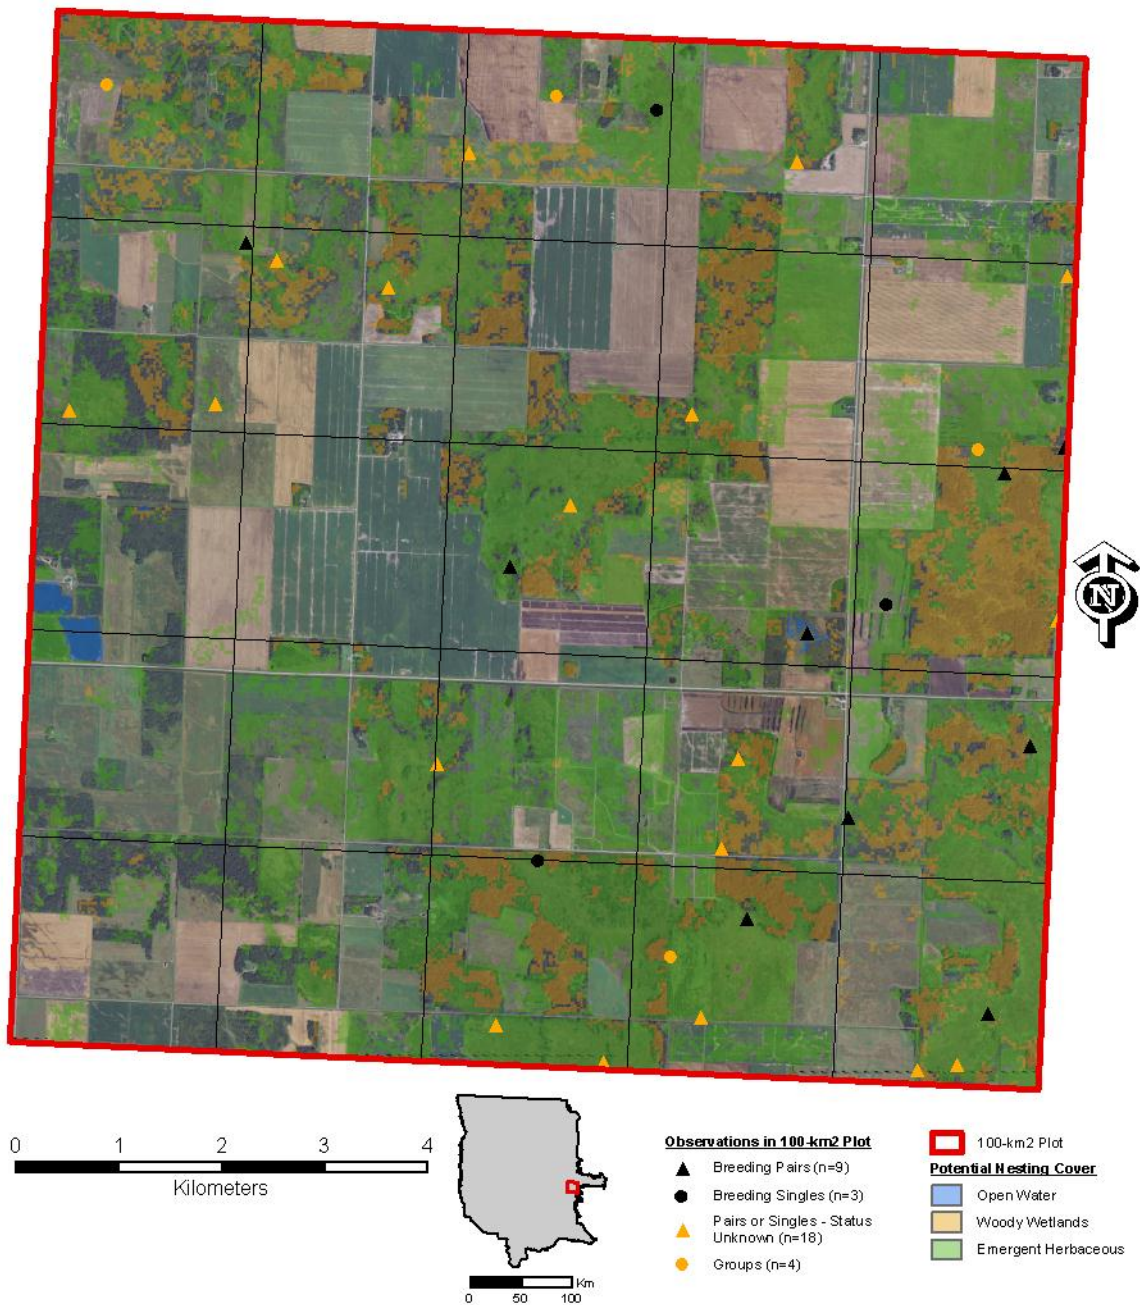 N
0 1 2 3 4
Kilometers
Km
0 50 100
Observations in 100-km2 Plot
Breeding Pairs (n=9)
Breeding Singles (n=3)
Pairs or Singles - Status
Unknown (n=18)
Groups (n=4)
100-km2 Plot
Potential Nesting Cover
Open Water
Woody Wetlands
Emergent Herbaceous